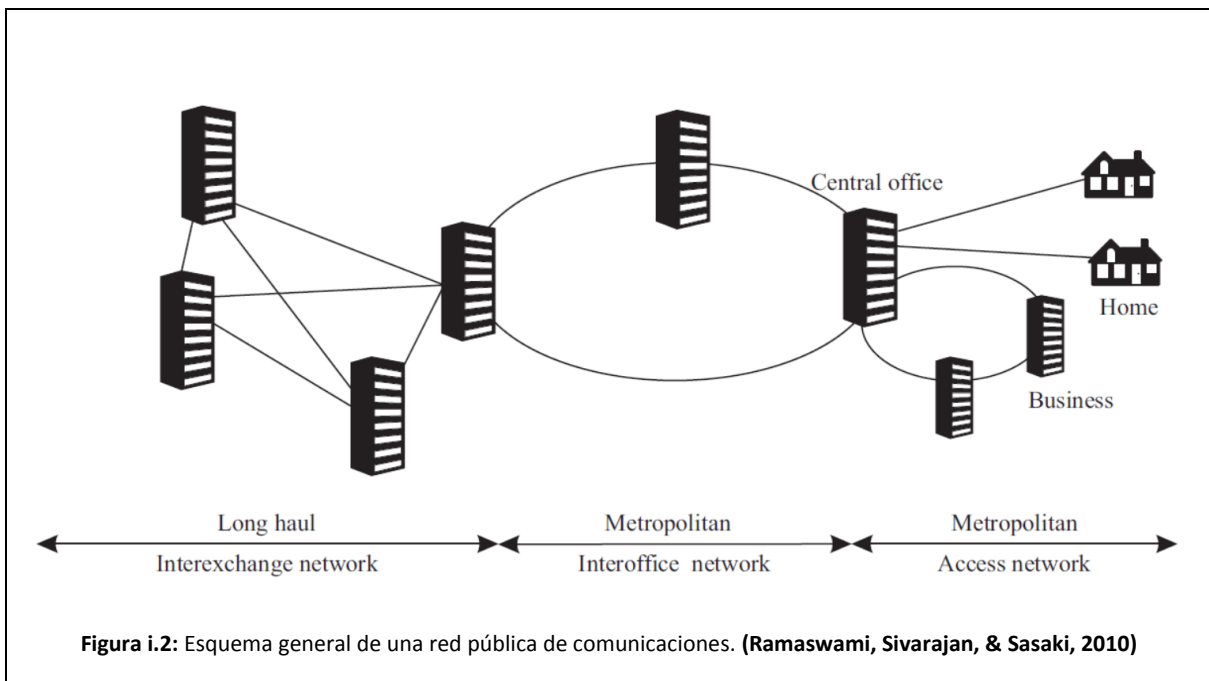 Central office
Home
Business
Long haul
Interexchange network
Metropolitan
Interoffice network
Metropolitan
Access network
Figura i.2: Esquema general de una red pública de comunicaciones. (Ramaswami, Sivarajan, & Sasaki, 2010)